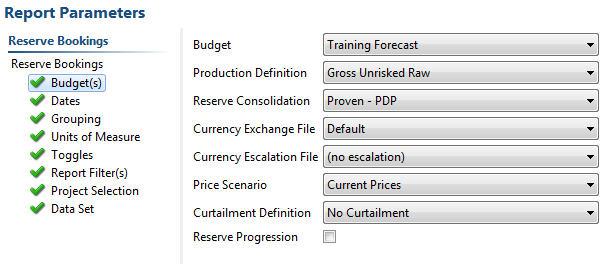 Report Parameters
Reserve Bookings
Reserve Bookings
Budget(s)
Dates
Grouping
Units of Measure
Toggles
Report Filter(s)
Project Selection
Data Set
Budget Training Forecast
Production Definition Gross Unrisked Raw
Reserve Consolidation Proven - PDP
Currency Exchange File Default
Currency Escalation File (no escalation)
Price Scenario Current Prices
Curtailment Definition No Curtailment
Reserve Progression